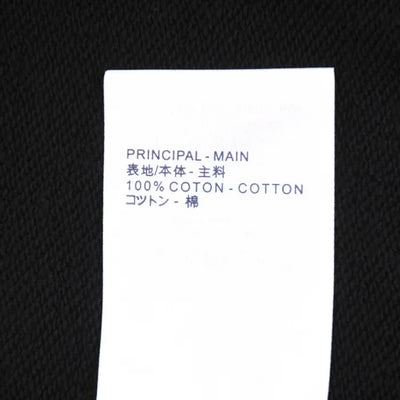 PRINCIPAL - MAIN
表地/本体 - 主料
100% COTON - COTTON
コットン - 棉